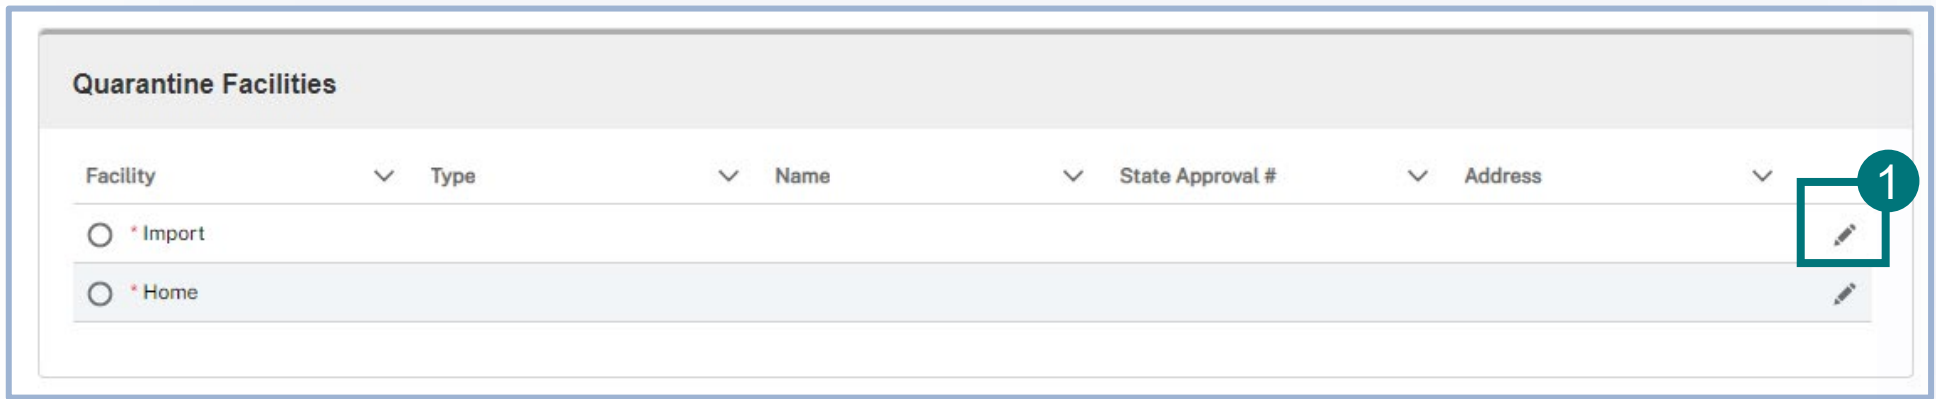 Quarantine Facilities
Facility Type Name State Approval # Address
1
* Import
* Home